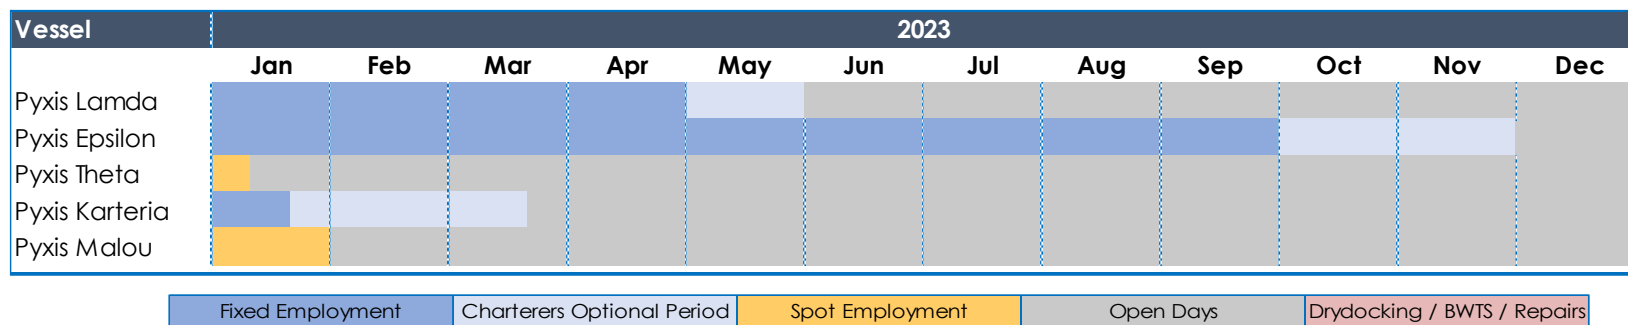 Vessel 2023
Jan Feb Mar Apr May Jun Jul Aug Sep Oct Nov Dec
Pyxis Lamda
Pyxis Epsilon
Pyxis Theta
Pyxis Karteria
Pyxis Malou
Fixed Employment Charterers Optional Period Spot Employment Open Days Drydocking / BWTS / Repairs